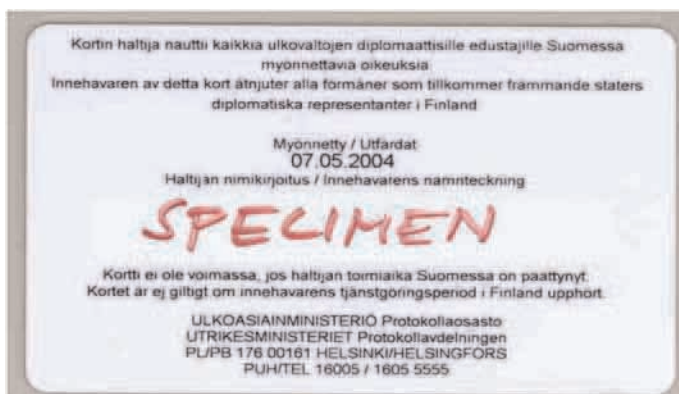 Kortin haltija nauttii kaikkia ulkovaltojen diplomaattisille edustajille Suomessa
myönnettavia oikeuksia
Innehavaren av detta kort åtnjuter alla förmåner som tillkommer främmande staters
diplomatiska representanter i Finland
Myönnetty / Utfärdat
07.05.2004
Haltijan nimikirjoitus / Innehavarens namnteckning
SPECIMEN
Kortti ei ole voimassa, jos haltijan toimiaika Suomessa on päättynyt.
Kortet är ej giltigt om innehavarens tjänstgöringsperiod i Finland upphört.
ULKOASIAINMINISTERIÖ Protokollaosasto
UTRIKESMINISTERIET Protokollavdelningen
PL/PB 176 00161 HELSINKI/HELSINGFORS
PUH/TEL 16005 / 1605 5555